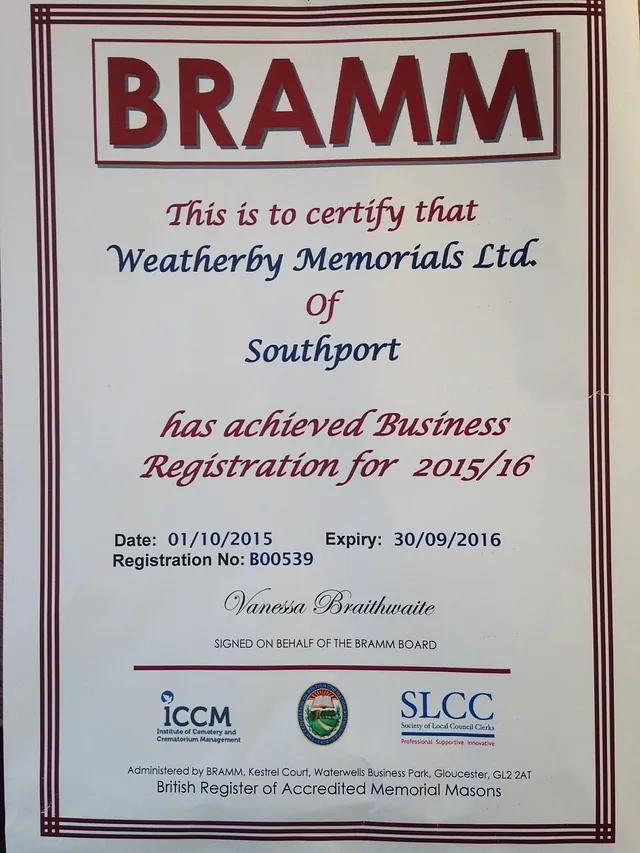 BRAMM
This is to certify that
Weatherby Memorials Ltd.
Of
Southport
has achieved Business
Registration for 2015/16
Date: 01/10/2015 Expiry: 30/09/2016
Registration No: B00539
Vanessa Braithwaite
SIGNED ON BEHALF OF THE BRAMM BOARD
iCCM
Institute of Cemetery and
Crematorium Management
SLCC
Society of Local Council Clerks
Professional Supportive Innovative
Administered by BRAMM, Kestrel Court, Waterwells Business Park, Gloucester, GL2 2AT
British Register of Accredited Memorial Masons